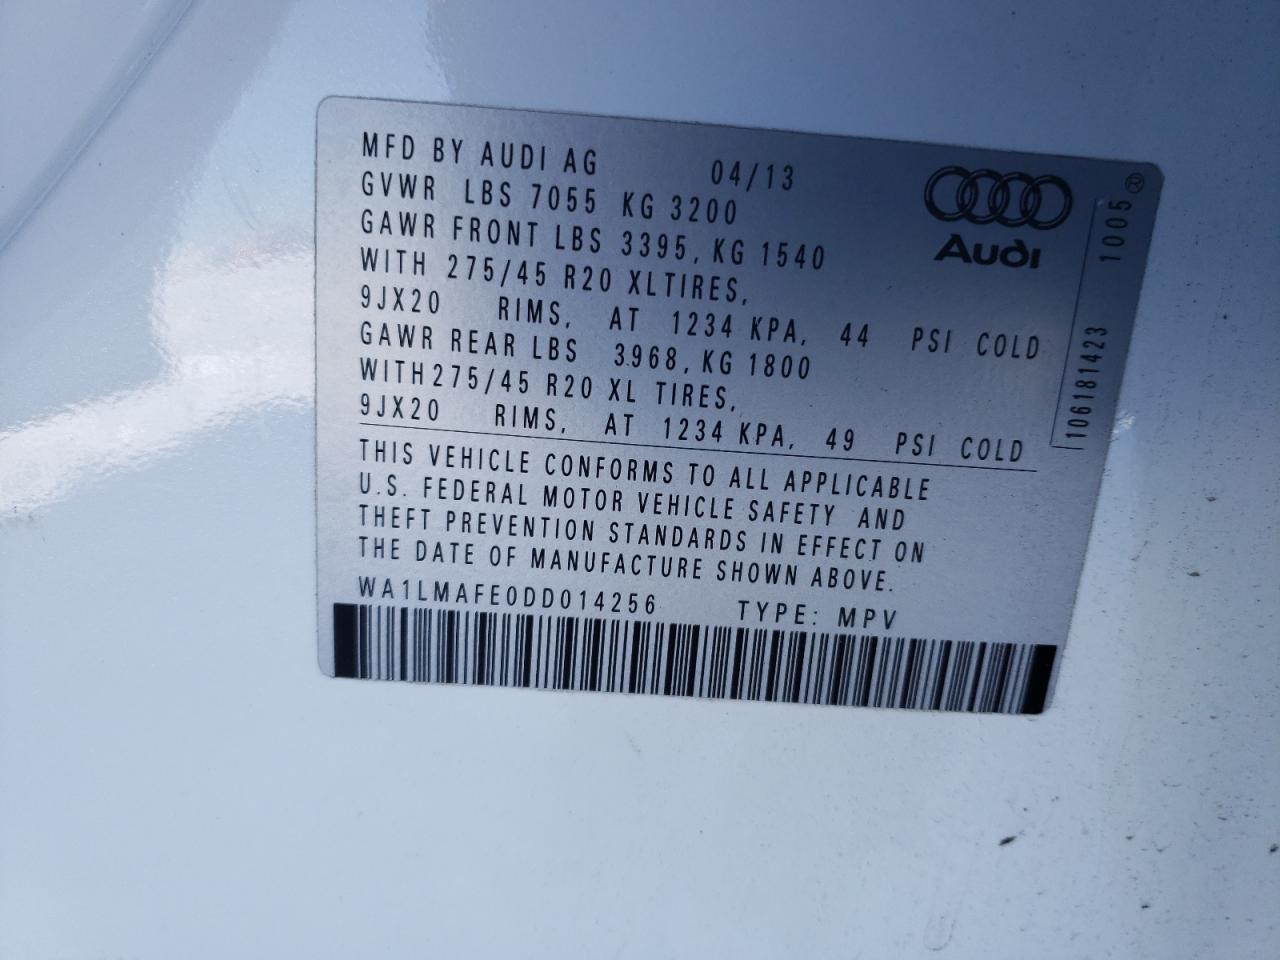 MFD BY AUDI AG 04/13
GVWR LBS 7055 KG 3200
GAWR FRONT LBS 3395, KG 1540
WITH 275/45 R20 XLTIRES,
9JX20 RIMS, AT 1234 KPA, 44 PSI COLD
GAWR REAR LBS 3968, KG 1800
WITH275/45 R20 XL TIRES,
9JX20 RIMS, AT 1234 KPA, 49 PSI COLD
THIS VEHICLE CONFORMS TO ALL APPLICABLE
U.S. FEDERAL MOTOR VEHICLE SAFETY AND
THEFT PREVENTION STANDARDS IN EFFECT ON
THE DATE OF MANUFACTURE SHOWN ABOVE.
WA1LMAFE0DD014256 TYPE: MPV
Audi
®
106181423 1005